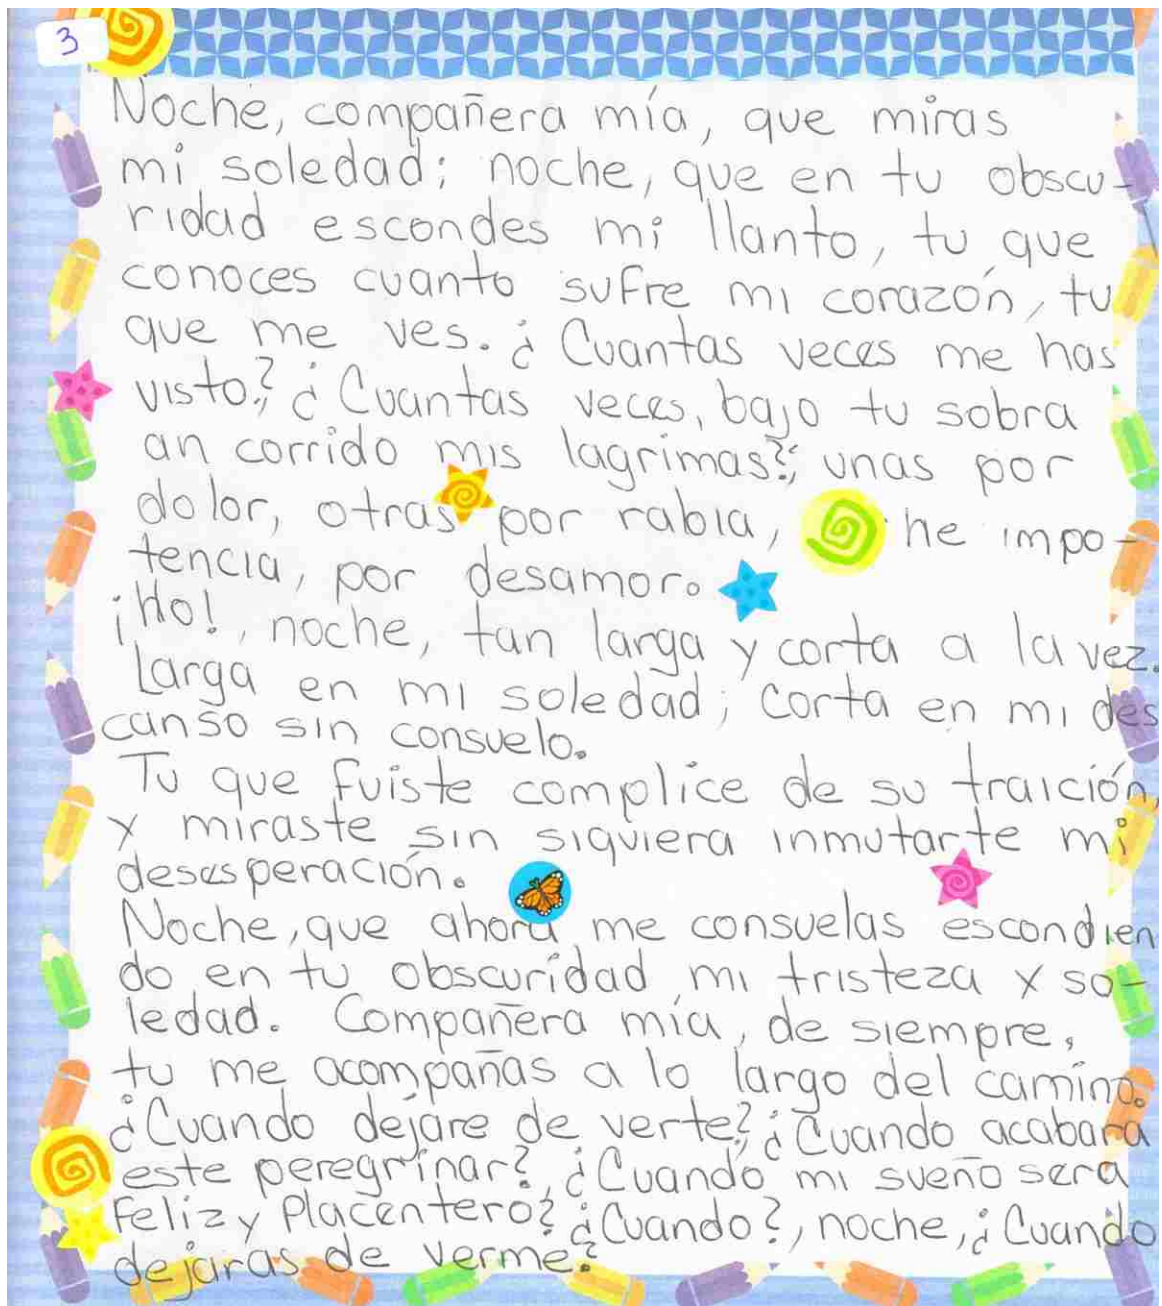 3
Noche, compañera mía, que miras
mi soledad; noche, que en tu obscu-
ridad escondes mi llanto, tu que
conoces cuanto sufre mi corazón, tu
que me ves. ¿Cuantas veces me has
visto?, ¿Cuantas veces, bajo tu sobra
an corrido mis lagrimas?; unas por
dolor, otras por rabia, he impo-
tencia, por desamor.
¡Ho!, noche, tan larga y corta a la vez.
Larga en mi soledad; corta en mi des
canso sin consuelo.
Tu que fuiste complice de su traición,
y miraste sin siquiera inmutarte mi
desesperación.
Noche, que ahora me consuelas escondien
do en tu obscuridad mi tristeza y so-
ledad. Compañera mía, de siempre,
tu me acompañas a lo largo del camino.
¿Cuando dejare de verte?, ¿Cuando acabara
este peregrinar?, ¿Cuando mi sueño sera
feliz y Placentero? ¿Cuando?, noche, ¿Cuando
dejaras de verme?